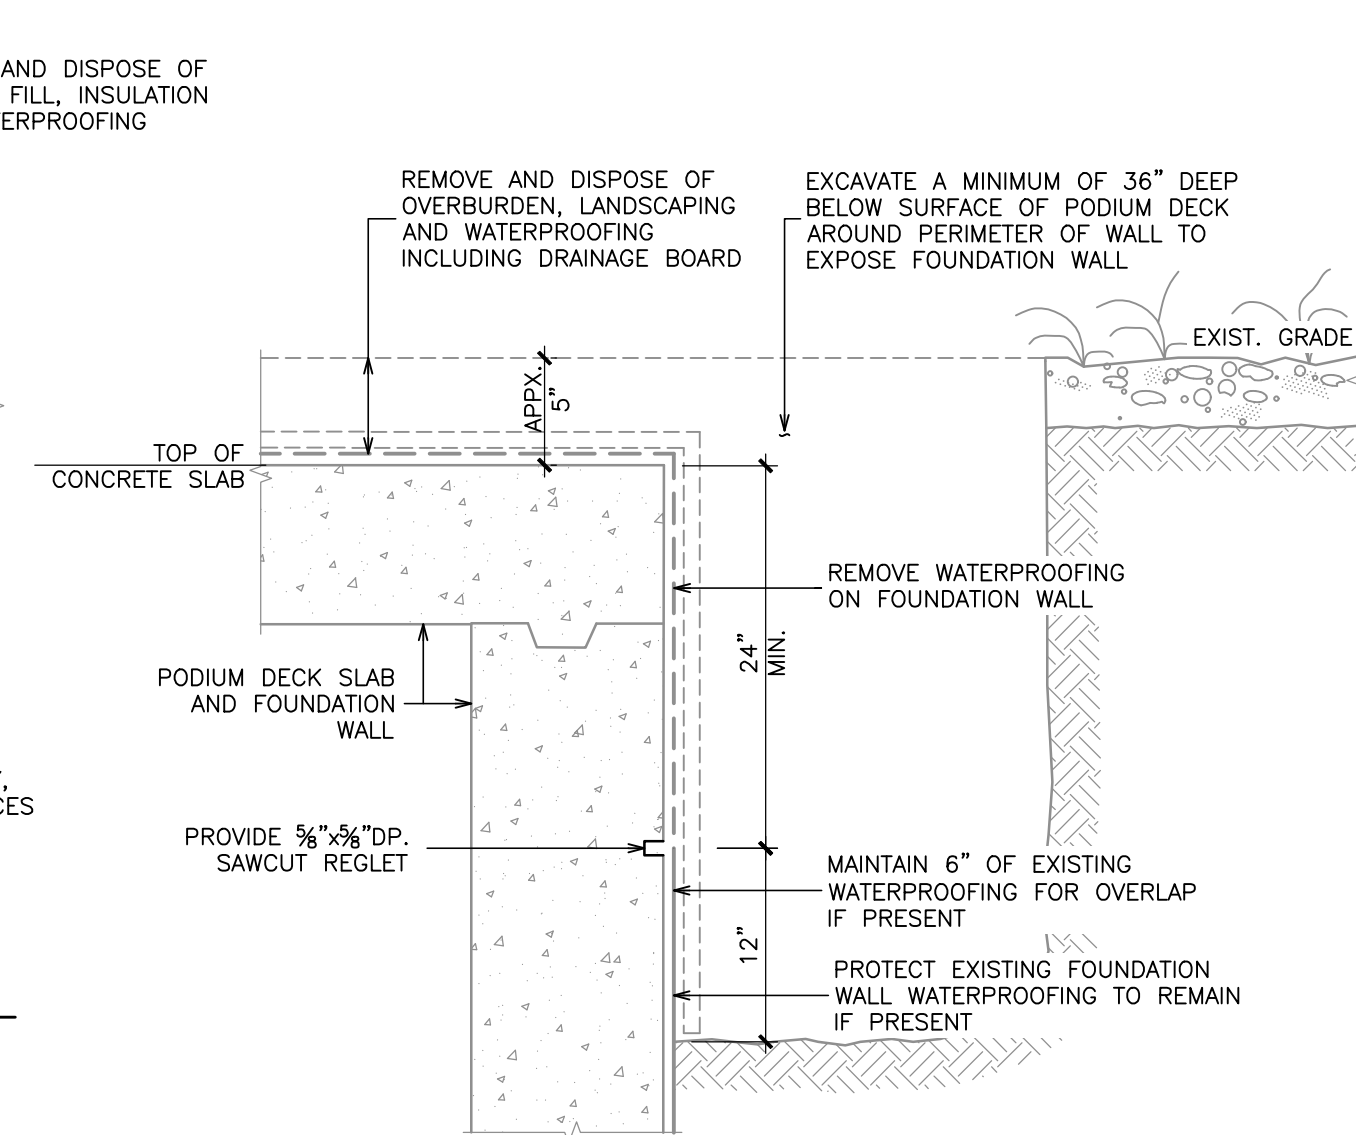 AND DISPOSE OF
FILL, INSULATION
ERPROOFING
REMOVE AND DISPOSE OF
OVERBURDEN, LANDSCAPING
AND WATERPROOFING
INCLUDING DRAINAGE BOARD
EXCAVATE A MINIMUM OF 36" DEEP
BELOW SURFACE OF PODIUM DECK
AROUND PERIMETER OF WALL TO
EXPOSE FOUNDATION WALL
EXIST. GRADE
APPX.
5"
TOP OF
CONCRETE SLAB
REMOVE WATERPROOFING
ON FOUNDATION WALL
24"
MIN.
PODIUM DECK SLAB
AND FOUNDATION
WALL
CES
PROVIDE ⅝"x⅝"DP.
SAWCUT REGLET
MAINTAIN 6" OF EXISTING
WATERPROOFING FOR OVERLAP
IF PRESENT
12"
PROTECT EXISTING FOUNDATION
WALL WATERPROOFING TO REMAIN
IF PRESENT